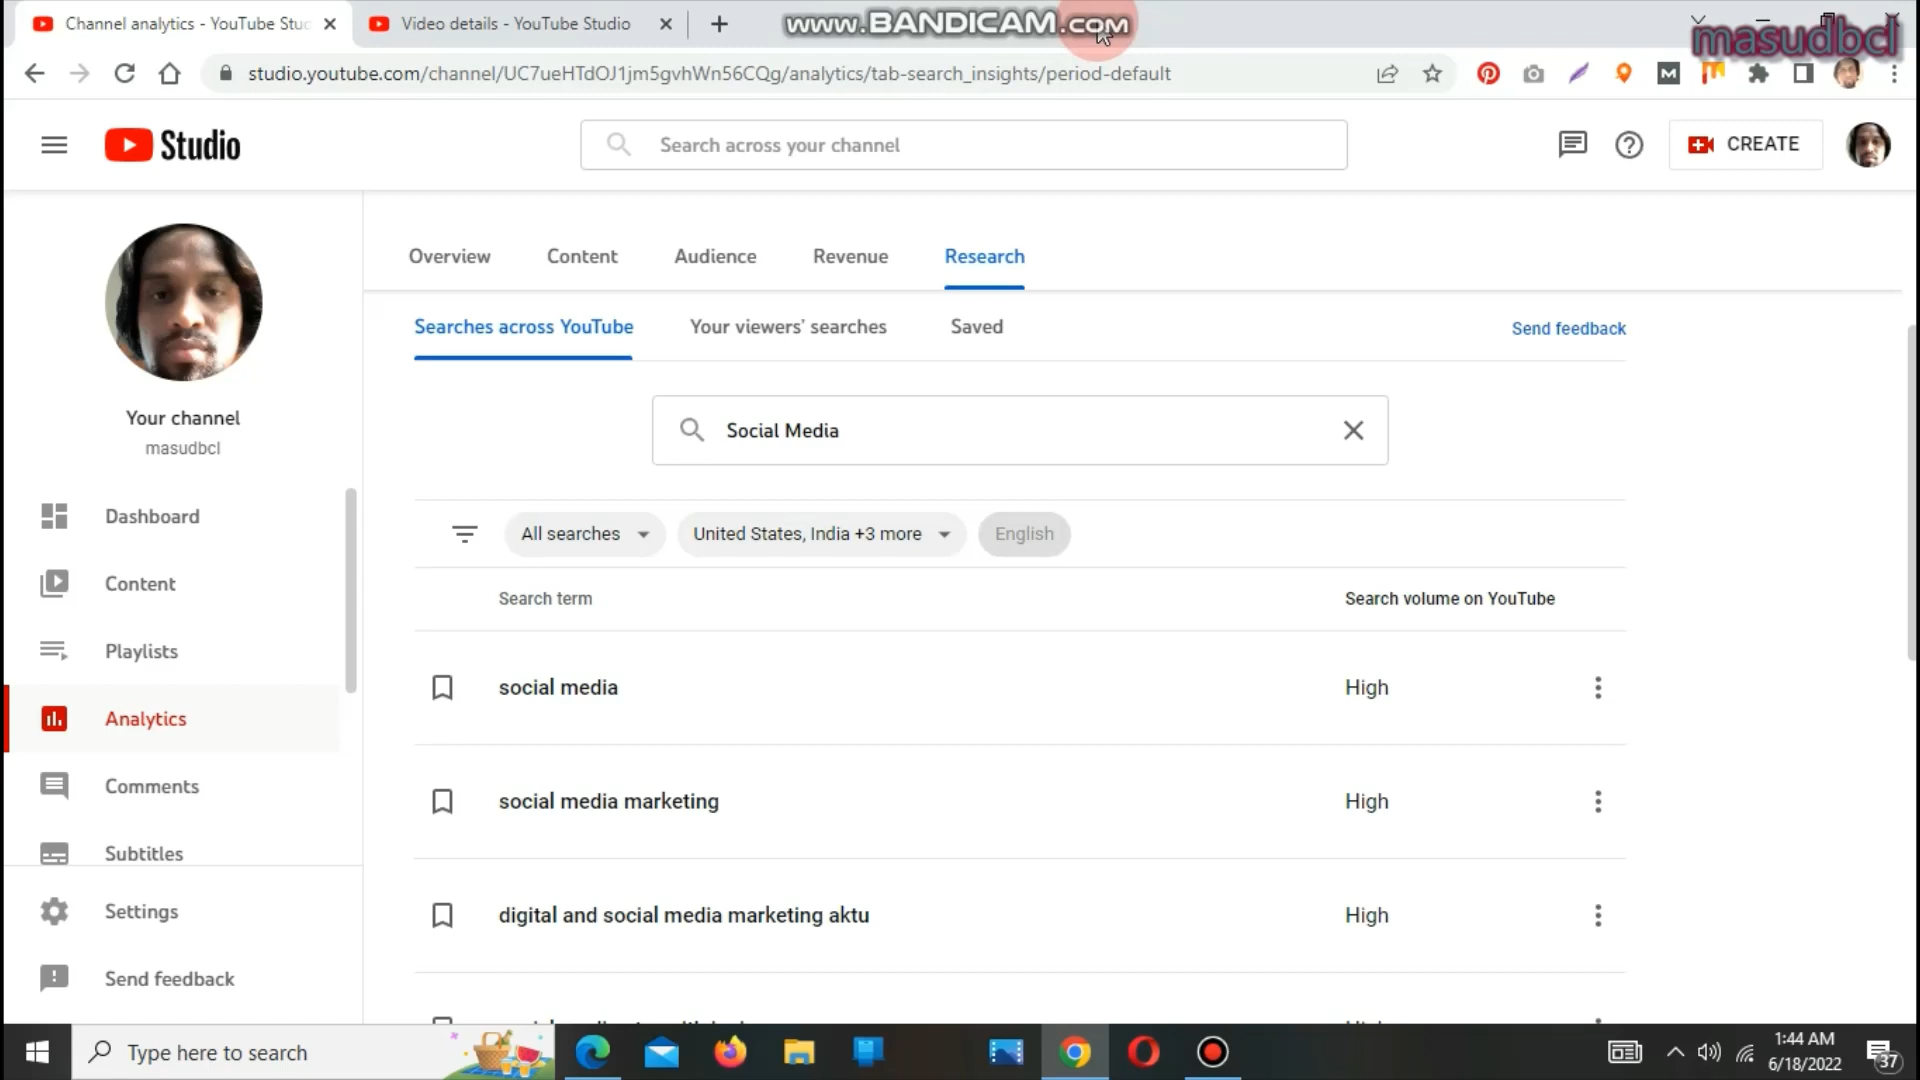 Channel analytics - YouTube Stud
Video details - YouTube Studio
www.BANDICAM.com
masudbcl
studio.youtube.com/channel/UC7ueHTdOJ1jm5gvhWn56CQg/analytics/tab-search_insights/period-default
Studio
Search across your channel
CREATE
Overview
Content
Audience
Revenue
Research
Searches across YouTube
Your viewers' searches
Saved
Send feedback
Your channel
masudbcl
Social Media
Dashboard
Content
Playlists
Analytics
Comments
Subtitles
Settings
Send feedback
All searches
United States, India +3 more
English
Search term
Search volume on YouTube
social media
High
social media marketing
High
digital and social media marketing aktu
High
Type here to search
1:44 AM
6/18/2022
37